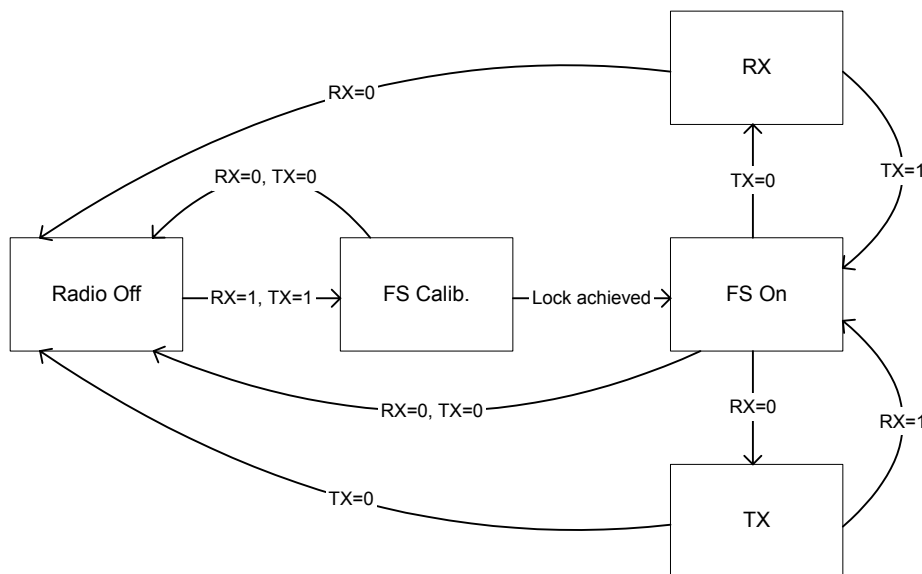 RX
RX=0
TX=1
RX=0, TX=0
TX=0
Radio Off
RX=1, TX=1
FS Calib.
Lock achieved
FS On
RX=0, TX=0
RX=0
RX=1
TX=0
TX